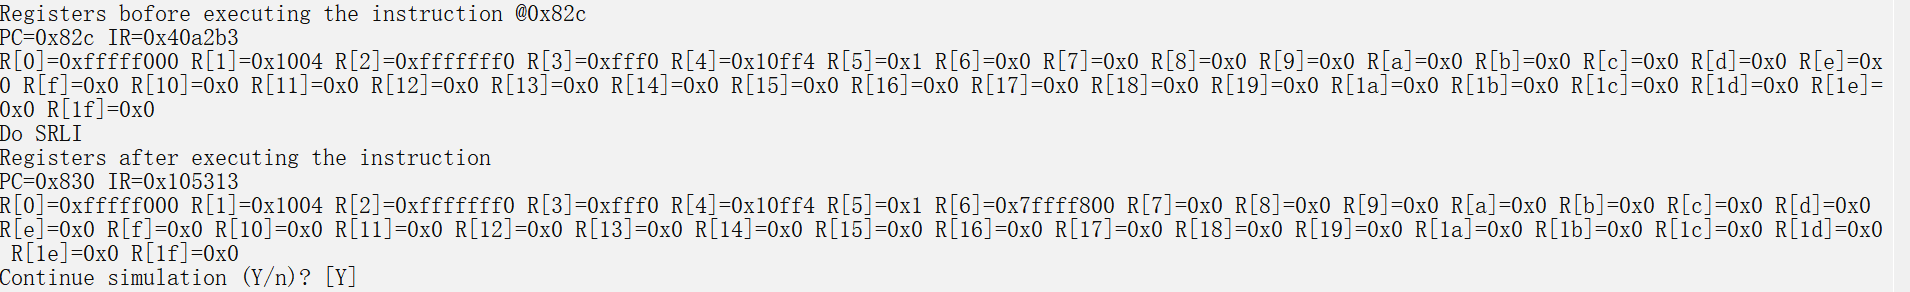 Registers bofore executing the instruction @0x82c
PC=0x82c IR=0x40a2b3
R[0]=0xfffff000 R[1]=0x1004 R[2]=0xfffffff0 R[3]=0xfff0 R[4]=0x10ff4 R[5]=0x1 R[6]=0x0 R[7]=0x0 R[8]=0x0 R[9]=0x0 R[a]=0x0 R[b]=0x0 R[c]=0x0 R[d]=0x0 R[e]=0x
0 R[f]=0x0 R[10]=0x0 R[11]=0x0 R[12]=0x0 R[13]=0x0 R[14]=0x0 R[15]=0x0 R[16]=0x0 R[17]=0x0 R[18]=0x0 R[19]=0x0 R[1a]=0x0 R[1b]=0x0 R[1c]=0x0 R[1d]=0x0 R[1e]=
0x0 R[1f]=0x0
Do SRLI
Registers after executing the instruction
PC=0x830 IR=0x105313
R[0]=0xfffff000 R[1]=0x1004 R[2]=0xfffffff0 R[3]=0xfff0 R[4]=0x10ff4 R[5]=0x1 R[6]=0x7ffff800 R[7]=0x0 R[8]=0x0 R[9]=0x0 R[a]=0x0 R[b]=0x0 R[c]=0x0 R[d]=0x0
R[e]=0x0 R[f]=0x0 R[10]=0x0 R[11]=0x0 R[12]=0x0 R[13]=0x0 R[14]=0x0 R[15]=0x0 R[16]=0x0 R[17]=0x0 R[18]=0x0 R[19]=0x0 R[1a]=0x0 R[1b]=0x0 R[1c]=0x0 R[1d]=0x0
R[1e]=0x0 R[1f]=0x0
Continue simulation (Y/n)? [Y]